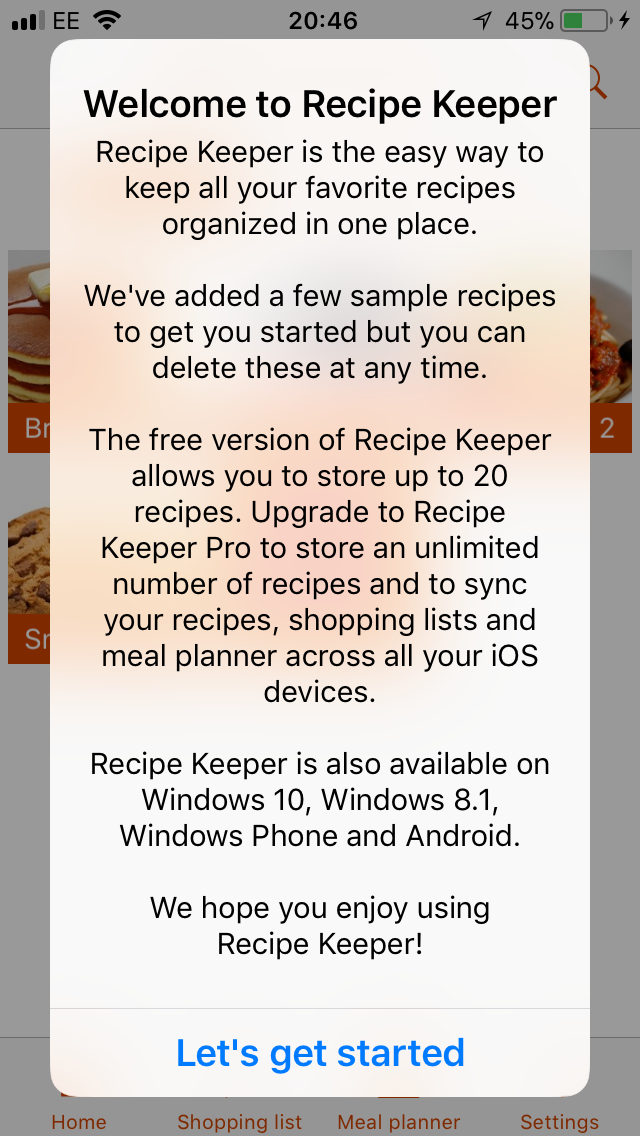 EE 20:46 45%
Welcome to Recipe Keeper
Recipe Keeper is the easy way to
keep all your favorite recipes
organized in one place.
We've added a few sample recipes
to get you started but you can
delete these at any time.
The free version of Recipe Keeper
allows you to store up to 20
recipes. Upgrade to Recipe
Keeper Pro to store an unlimited
number of recipes and to sync
your recipes, shopping lists and
meal planner across all your iOS
devices.
Recipe Keeper is also available on
Windows 10, Windows 8.1,
Windows Phone and Android.
We hope you enjoy using
Recipe Keeper!
Let's get started
2
Home Shopping list Meal planner Settings